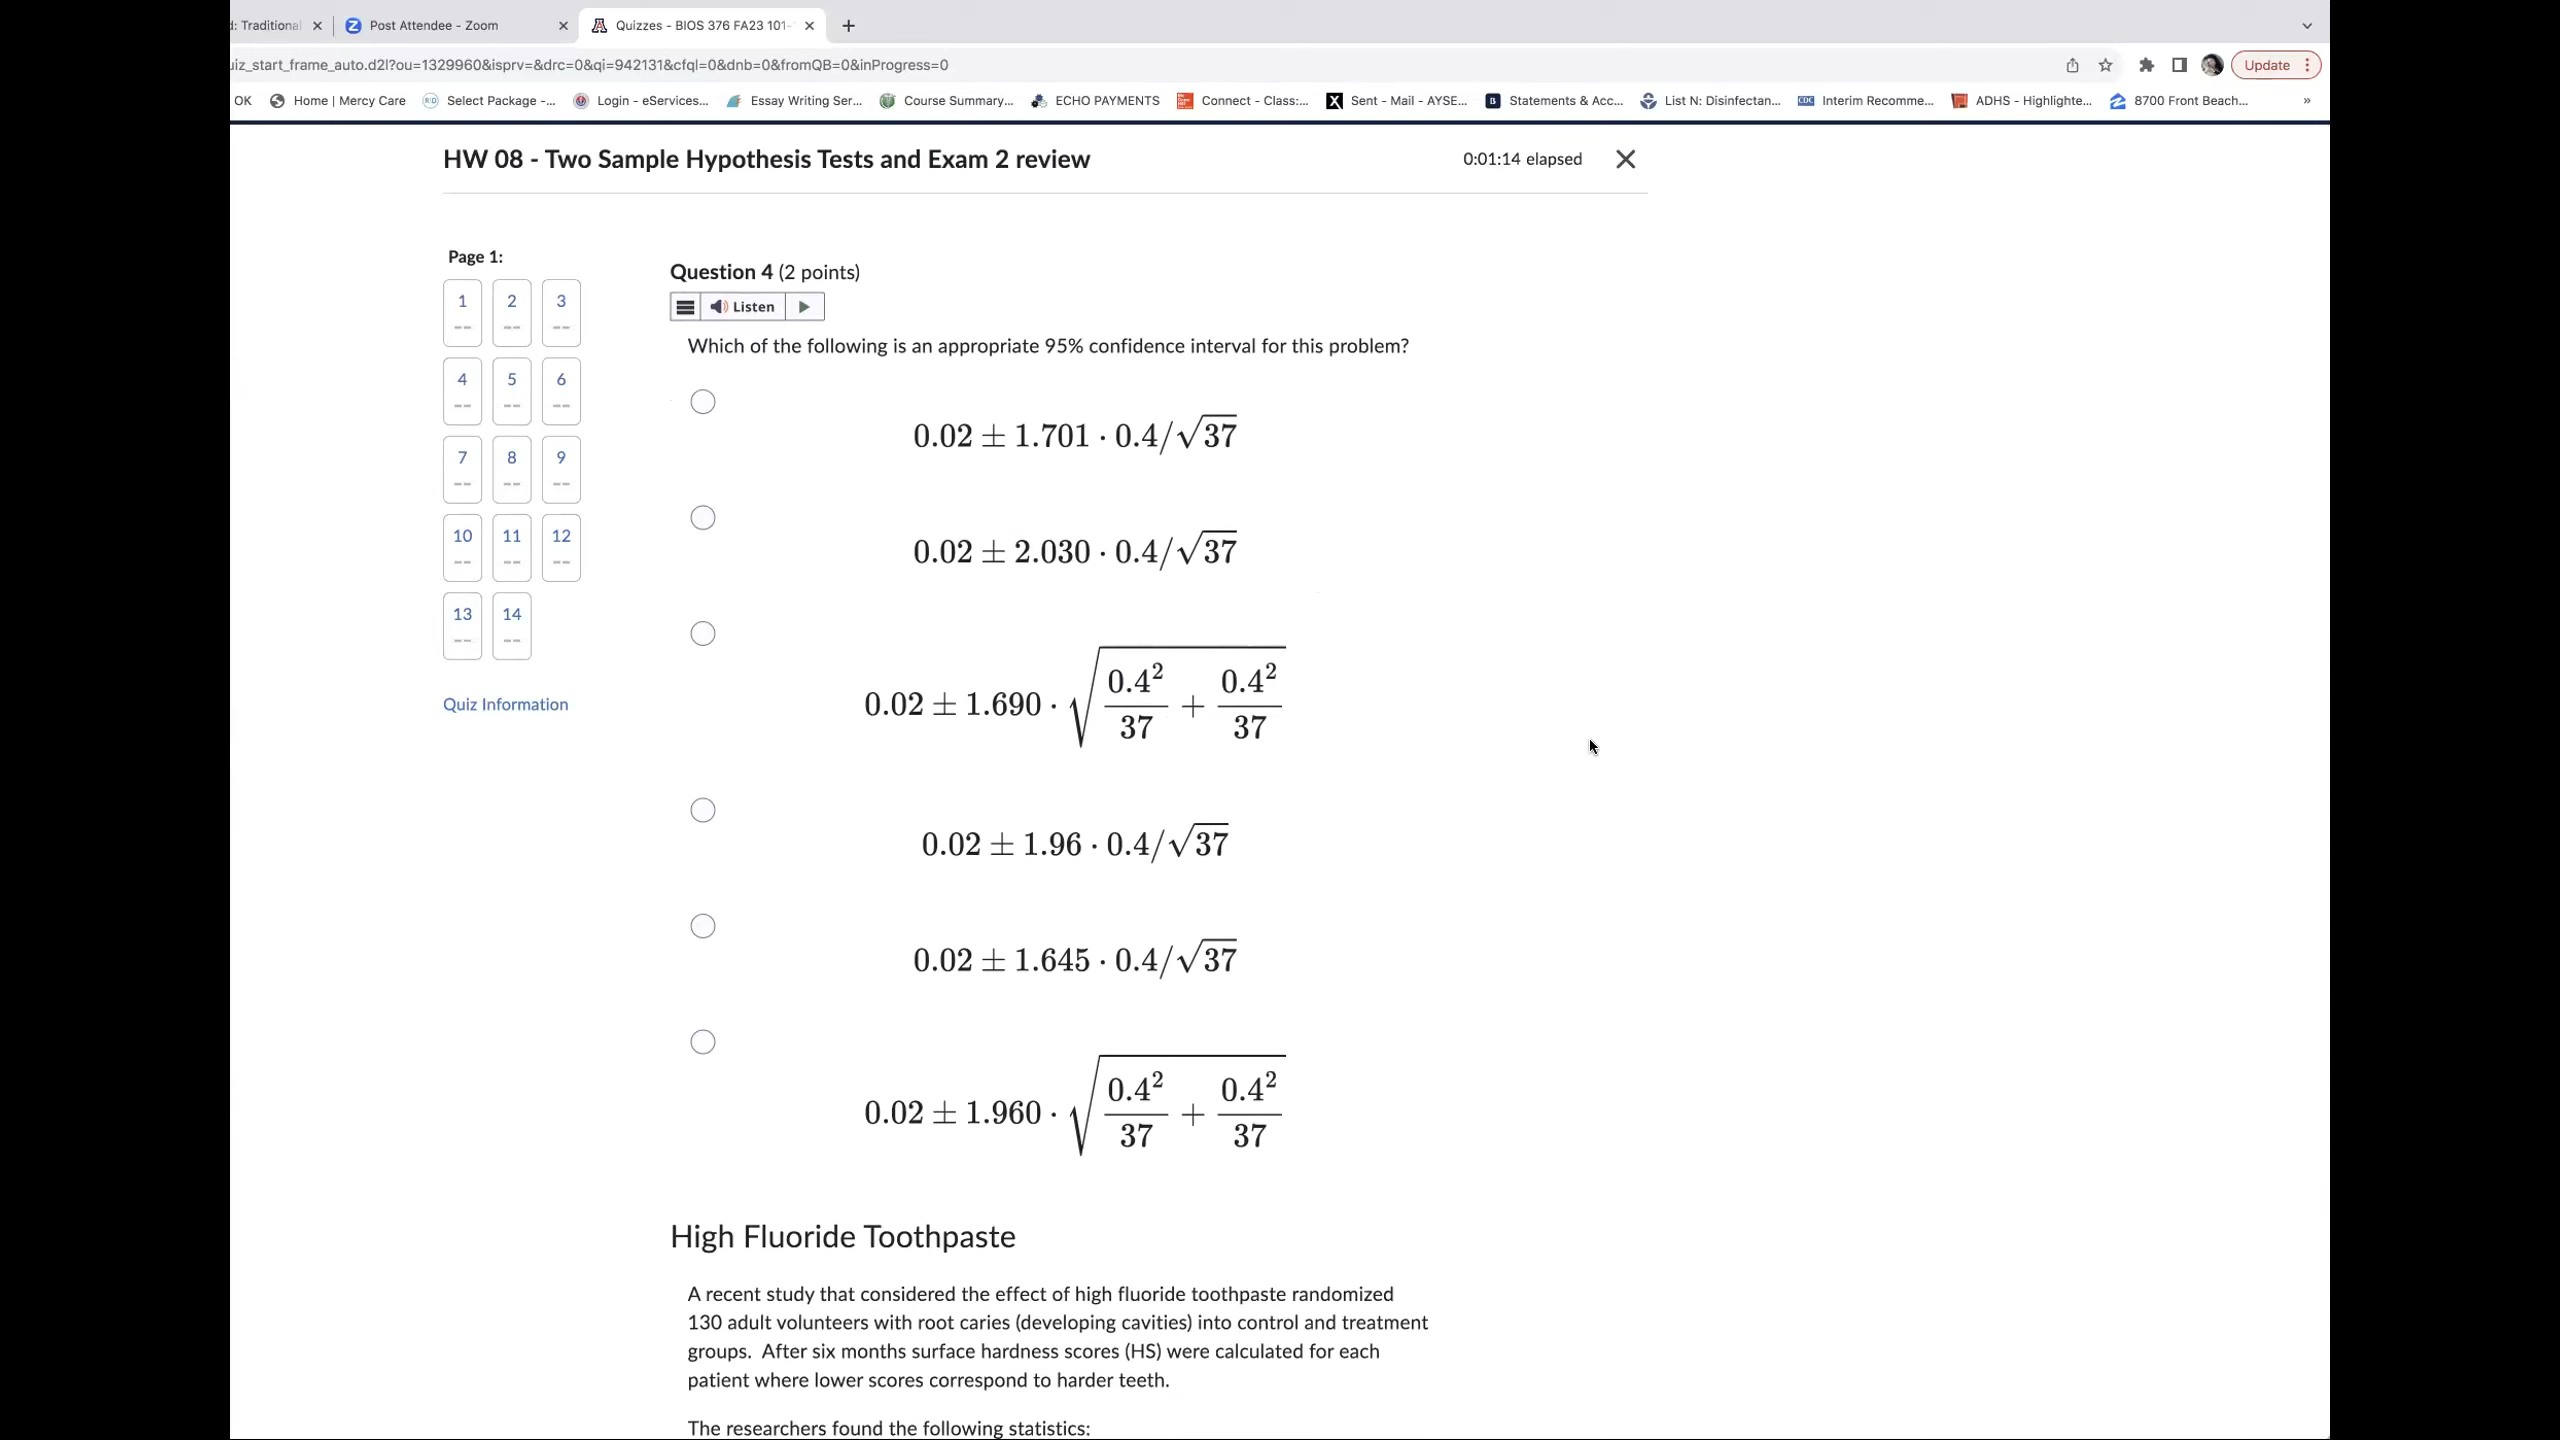 d: Traditional
Post Attendee - Zoom
Quizzes - BIOS 376 FA23 101-
uiz_start_frame_auto.d2l?ou=1329960&isprv=&drc=0&qi=942131&cfql=0&dnb=0&fromQB=0&inProgress=0
Update
OK Home | Mercy Care Select Package -... Login - eServices... Essay Writing Ser... Course Summary... ECHO PAYMENTS Connect - Class:... Sent - Mail - AYSE... Statements & Acc... List N: Disinfectan... Interim Recomme... ADHS - Highlighte... 8700 Front Beach... »
HW 08 - Two Sample Hypothesis Tests and Exam 2 review
0:01:14 elapsed
Page 1:
1 2 3
-- -- --
4 5 6
-- -- --
7 8 9
-- -- --
10 11 12
-- -- --
13 14
-- --
Quiz Information
Question 4 (2 points)
Listen
Which of the following is an appropriate 95% confidence interval for this problem?
0.02 ± 1.701 · 0.4/√37
0.02 ± 2.030 · 0.4/√37
0.02 ± 1.690 · √(0.4²/37 + 0.4²/37)
0.02 ± 1.96 · 0.4/√37
0.02 ± 1.645 · 0.4/√37
0.02 ± 1.960 · √(0.4²/37 + 0.4²/37)
High Fluoride Toothpaste
A recent study that considered the effect of high fluoride toothpaste randomized
130 adult volunteers with root caries (developing cavities) into control and treatment
groups. After six months surface hardness scores (HS) were calculated for each
patient where lower scores correspond to harder teeth.
The researchers found the following statistics: